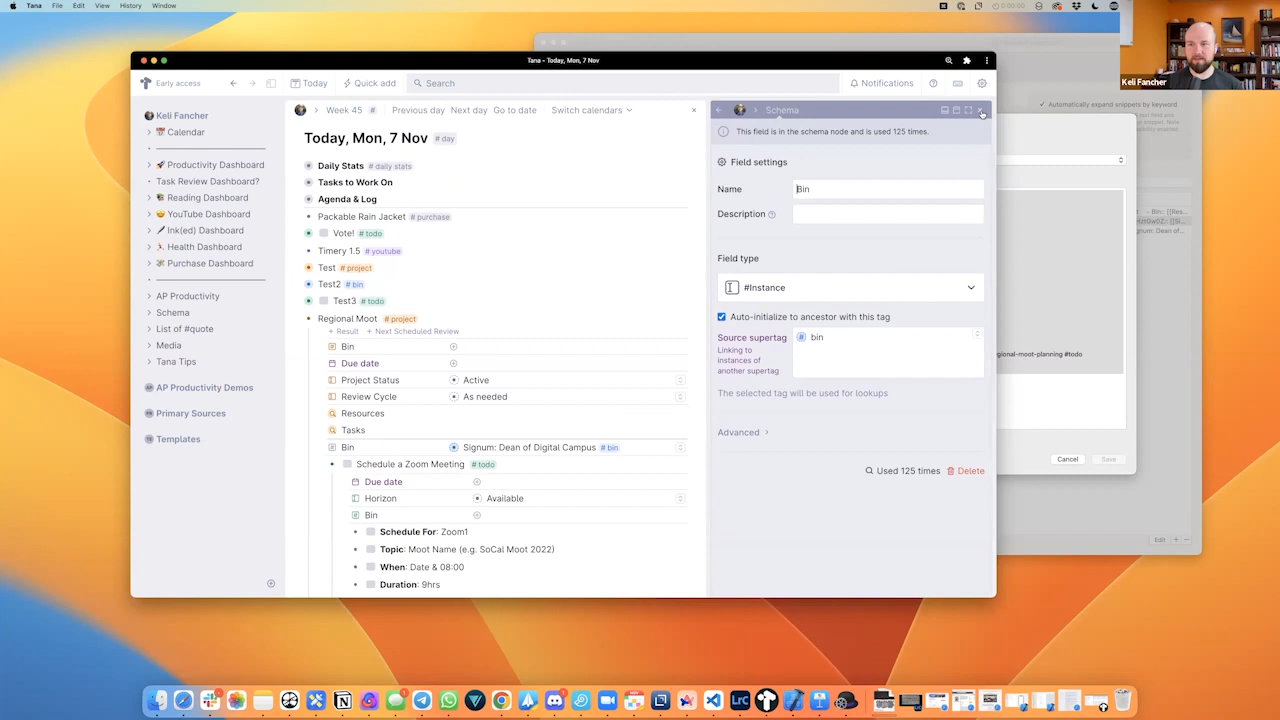 Tana File Edit View History Window
0:00:00
Tana – Today, Mon, 7 Nov
Keli Fancher
Early access
Today
Quick add
Search
Notifications
Keli Fancher
Calendar
Productivity Dashboard
Task Review Dashboard?
Reading Dashboard
YouTube Dashboard
Ink(ed) Dashboard
Health Dashboard
Purchase Dashboard
AP Productivity
Schema
List of #quote
Media
Tana Tips
AP Productivity Demos
Primary Sources
Templates
Week 45 #
Previous day Next day Go to date Switch calendars
Today, Mon, 7 Nov # day
Daily Stats # daily stats
Tasks to Work On
Agenda & Log
Packable Rain Jacket # purchase
Vote! # todo
Timery 1.5 # youtube
Test # project
Test2 # bin
Test3 # todo
Regional Moot # project
+ Result + Next Scheduled Review
Bin
Due date
Project Status Active
Review Cycle As needed
Resources
Tasks
Bin Signum: Dean of Digital Campus # bin
Schedule a Zoom Meeting # todo
Due date
Horizon Available
Bin
Schedule For: Zoom1
Topic: Moot Name (e.g. SoCal Moot 2022)
When: Date & 08:00
Duration: 9hrs
Schema
This field is in the schema node and is used 125 times.
Field settings
Name Bin
Description
Field type
#Instance
Auto-initialize to ancestor with this tag
Source supertag # bin
Linking to
instances of
another supertag
The selected tag will be used for lookups
Advanced
Used 125 times Delete
Automatically expand snippets by keyword
gional-moot-planning #todo
Cancel Save
Edit + −